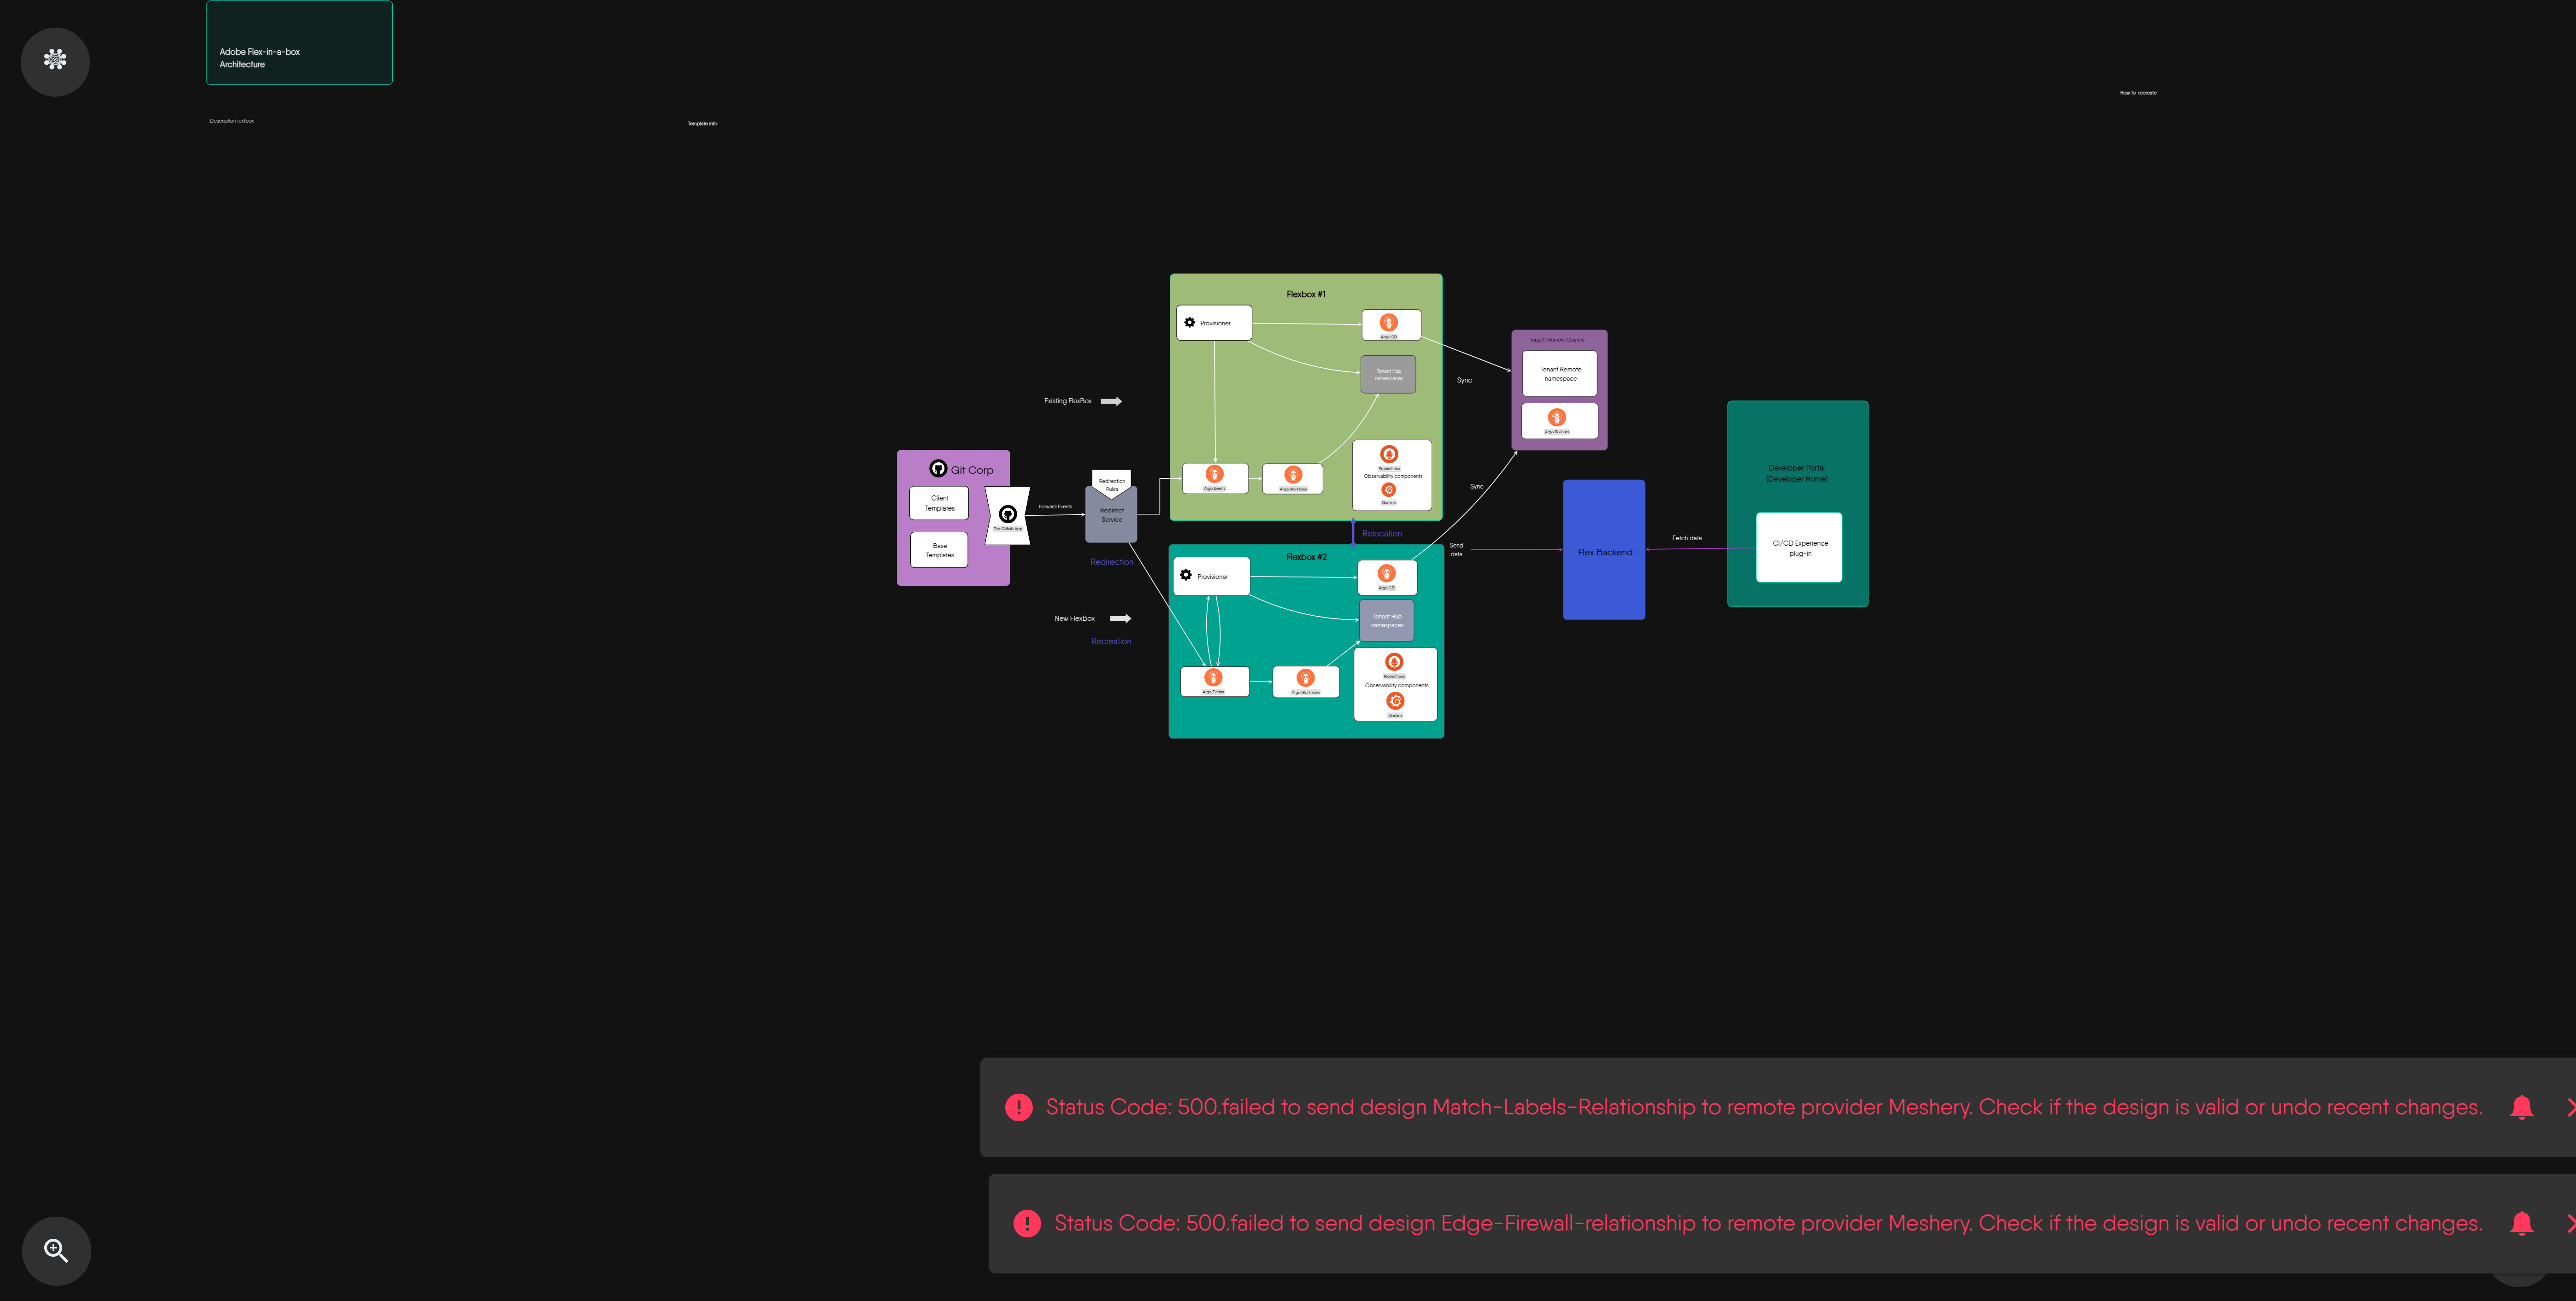 Adobe Flex-in-a-box
Architecture
How to recreate
Description textbox
Template info
Flexbox #1
Provisioner
Argo CD
Tenant Hub
namespaces
Argo Events
Argo Workflows
Prometheus
Observability components
Grafana
Existing FlexBox
Sync
Target/ Remote Clusters
Tenant Remote
namespace
Argo Rollouts
Git Corp
Client
Templates
Base
Templates
Flex Github App
Forward Events
Redirection
Rules
Redirect
Service
Redirection
New FlexBox
Recreation
Relocation
Sync
Flexbox #2
Provisioner
Argo CD
Tenant Hub
namespaces
Argo Events
Argo Workflows
Prometheus
Observability components
Grafana
Send
data
Flex Backend
Fetch data
Developer Portal
(Developer Home)
CI/CD Experience
plug-in
Status Code: 500.failed to send design Match-Labels-Relationship to remote provider Meshery. Check if the design is valid or undo recent changes.
Status Code: 500.failed to send design Edge-Firewall-relationship to remote provider Meshery. Check if the design is valid or undo recent changes.